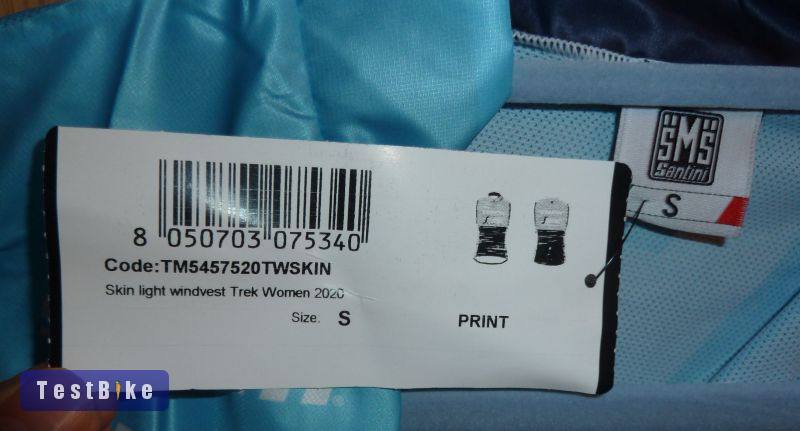 SMS
Santini
S
8 050703 075340
Code:TM5457520TWSKIN
Skin light windvest Trek Women 2020
Size. S
PRINT
TestBike